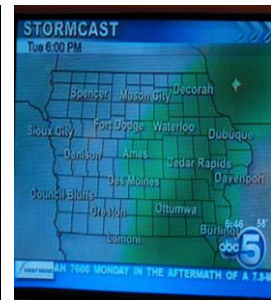 STORMCAST
Tue 6:00 PM
Spencer Mason City Decorah
Sioux City Fort Dodge Waterloo Dubuque
Denison Ames Cedar Rapids
Des Moines Davenport
Council Bluffs
Creston Ottumwa
Burlington
Lamoni
5:46 58°
abc 5
AN 7600 MONDAY IN THE AFTERMATH OF A 7.8-M